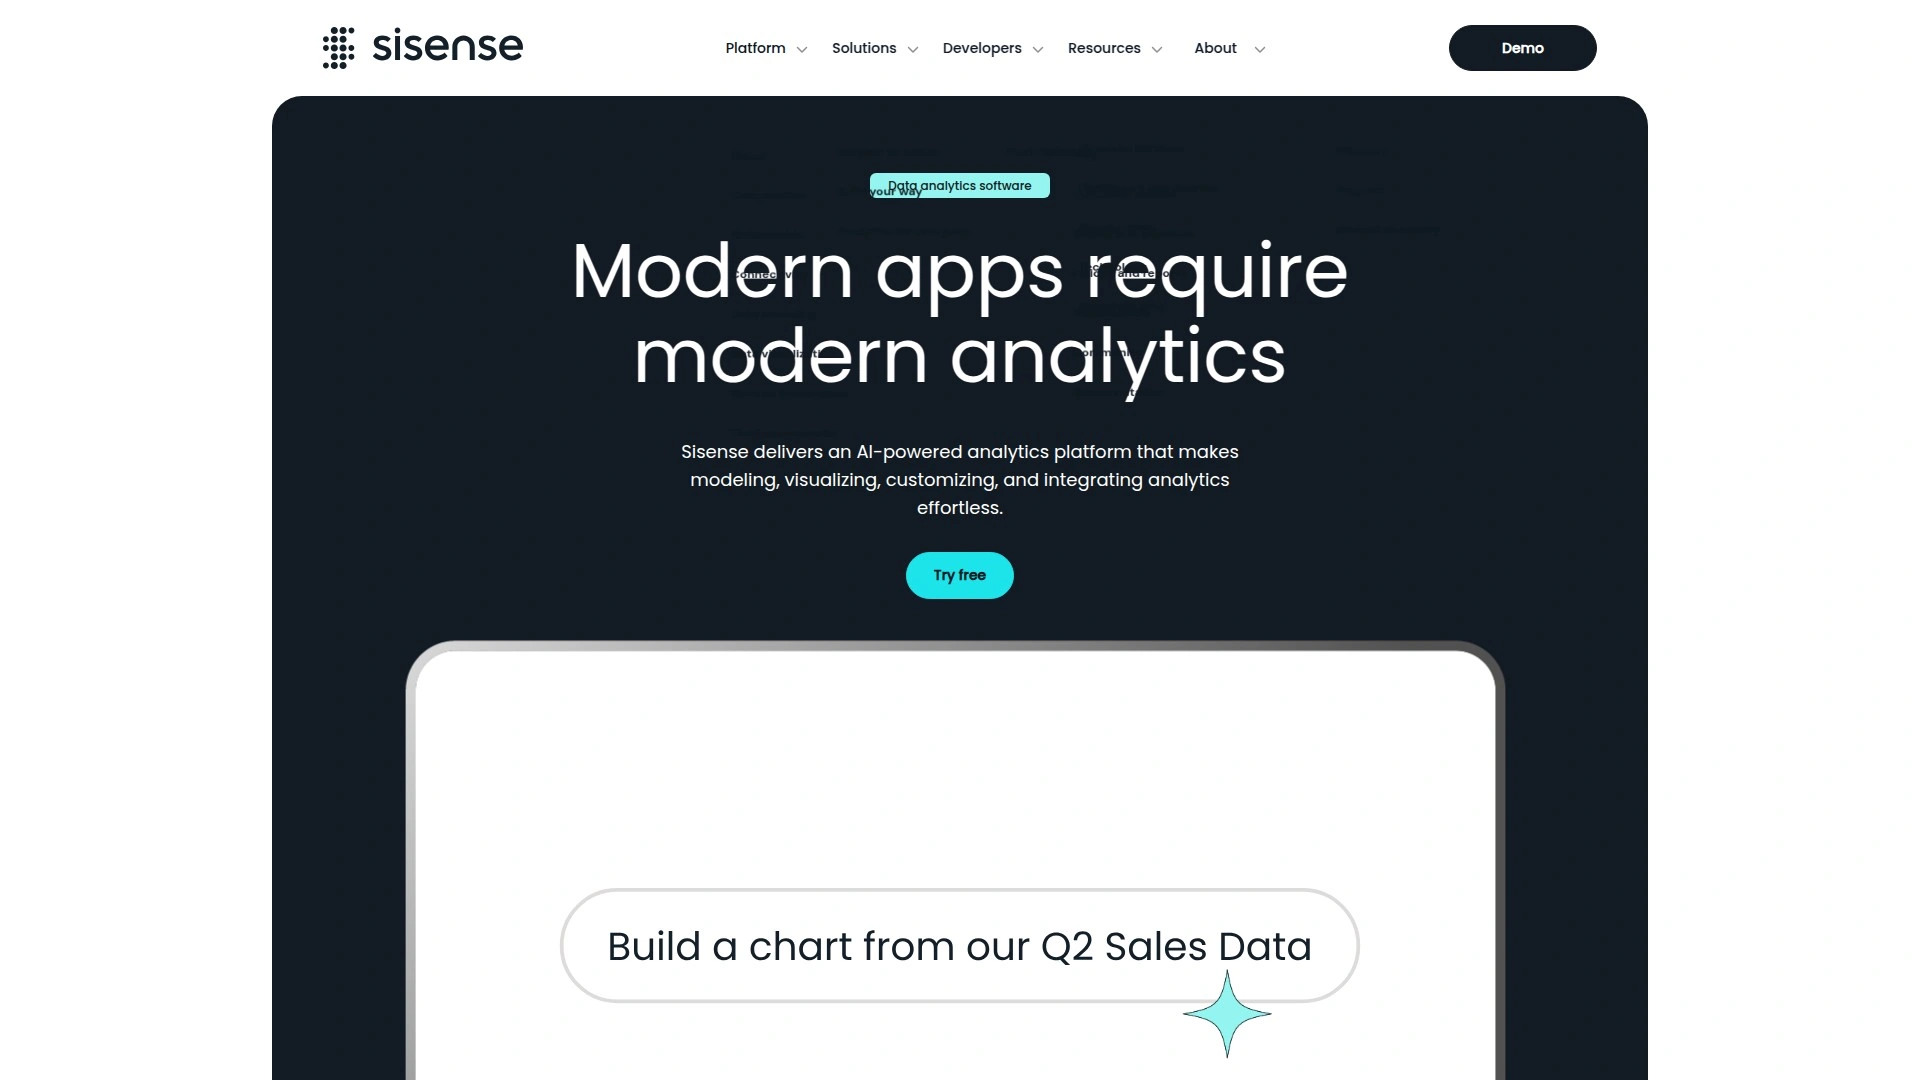 sisense
Platform
Solutions
Developers
Resources
About
Demo
Data analytics software
your way
Modern apps require
modern analytics
Sisense delivers an AI-powered analytics platform that makes
modeling, visualizing, customizing, and integrating analytics
effortless.
Try free
Build a chart from our Q2 Sales Data